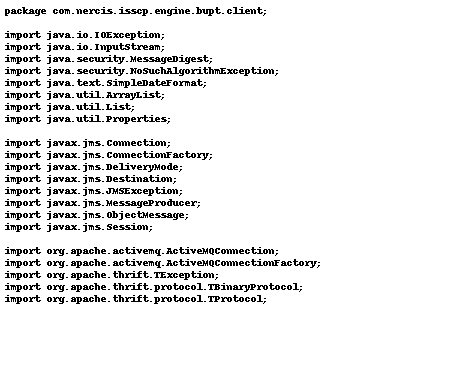 package com.nercis.isscp.engine.bupt.client;
import java.io.IOException;
import java.io.InputStream;
import java.security.MessageDigest;
import java.security.NoSuchAlgorithmException;
import java.text.SimpleDateFormat;
import java.util.ArrayList;
import java.util.List;
import java.util.Properties;
import javax.jms.Connection;
import javax.jms.ConnectionFactory;
import javax.jms.DeliveryMode;
import javax.jms.Destination;
import javax.jms.JMSException;
import javax.jms.MessageProducer;
import javax.jms.ObjectMessage;
import javax.jms.Session;
import org.apache.activemq.ActiveMQConnection;
import org.apache.activemq.ActiveMQConnectionFactory;
import org.apache.thrift.TException;
import org.apache.thrift.protocol.TBinaryProtocol;
import org.apache.thrift.protocol.TProtocol;